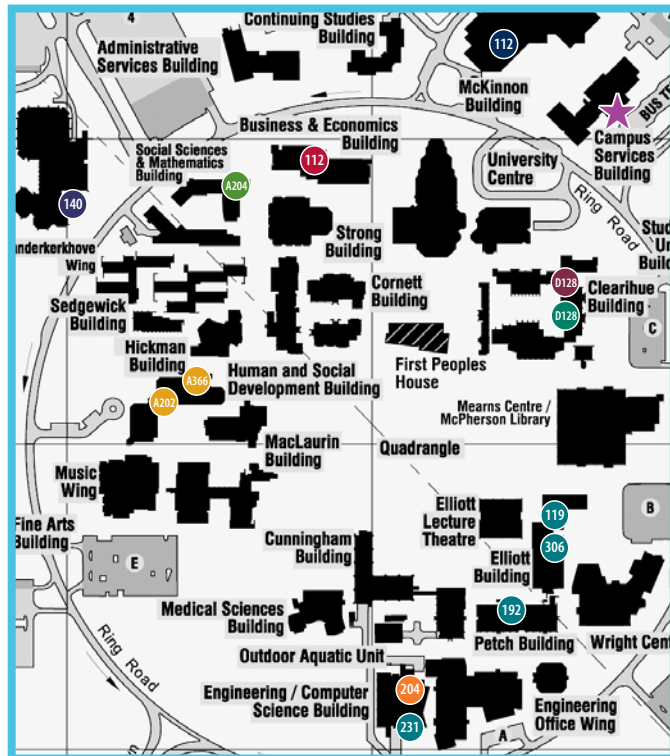 4
Continuing Studies
Building
Administrative
Services Building
112
McKinnon
Building
BUS
Campus
Services
Building
Business & Economics
Building
112
Social Sciences
& Mathematics
Building
A204
University
Centre
Ring Road
140
Strong
Building
Wing
Sedgewick
Building
Cornett
Building
D128
D128
Clearihue
Building
C
Hickman
Building
First Peoples
House
A366
A202
Human and Social
Development Building
Mearns Centre /
McPherson Library
MacLaurin
Building
Quadrangle
Music
Wing
Fine Arts
Building
E
Elliott
Lecture
Theatre
119
B
Cunningham
Building
306
Elliott
Building
Medical Sciences
Building
192
Petch Building
Wright
Ring Road
Outdoor Aquatic Unit
Engineering / Computer
Science Building
204
231
Engineering
Office Wing
A